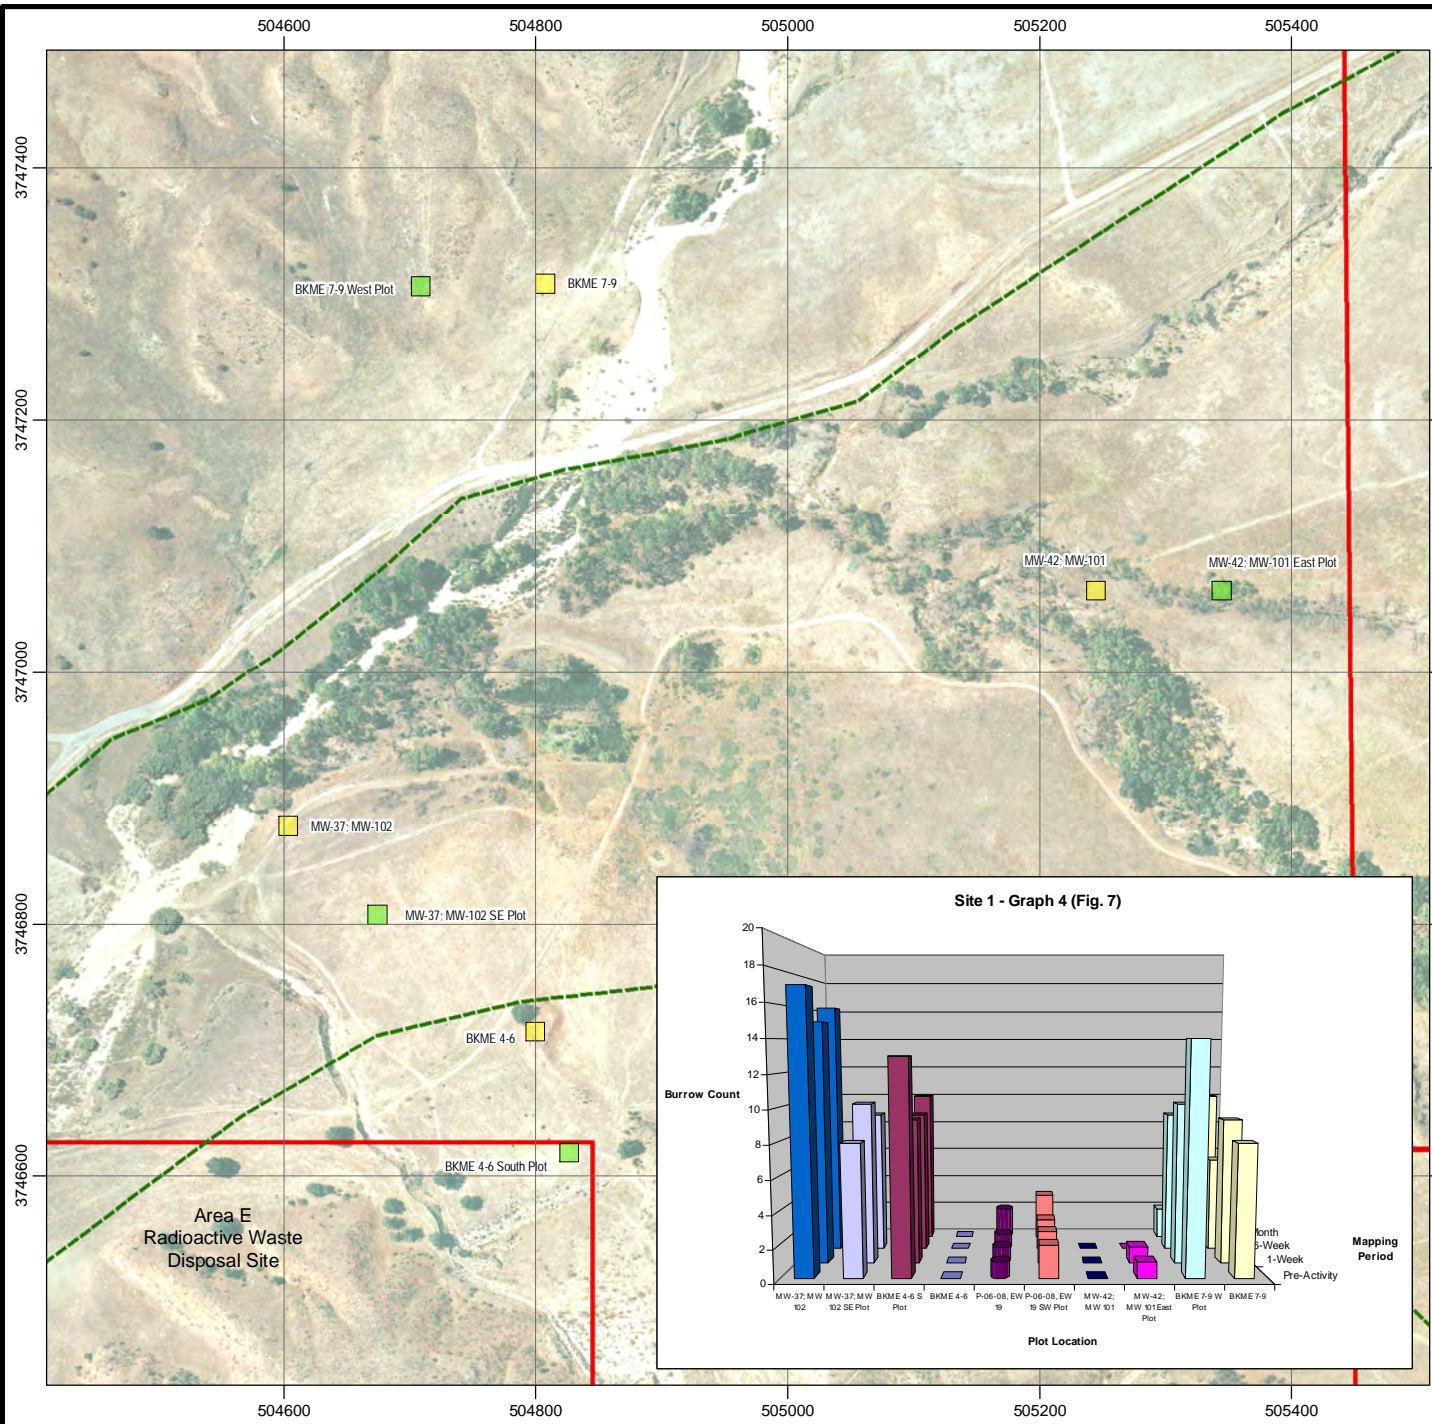 504600 504800 505000 505200 505400
3747400
3747200
3747000
3746800
3746600
BKME 7-9 West Plot
BKME 7-9
MW-42; MW-101
MW-42; MW-101 East Plot
MW-37; MW-102
MW-37; MW-102 SE Plot
BKME 4-6
BKME 4-6 South Plot
Area E
Radioactive Waste
Disposal Site
Site 1 - Graph 4 (Fig. 7)
Burrow Count
20
18
16
14
12
10
8
6
4
2
0
Month
6-Week
1-Week
Pre-Activity
Mapping
Period
MW-37; MW 102
MW-37; MW 102 SE Plot
BKME 4-6 S Plot
BKME 4-6
P-06-08, EW 19
P-06-08, EW 19 SW Plot
MW-42; MW 101
MW-42; MW 101 East Plot
BKME 7-9 W Plot
BKME 7-9
Plot Location
504600 504800 505000 505200 505400